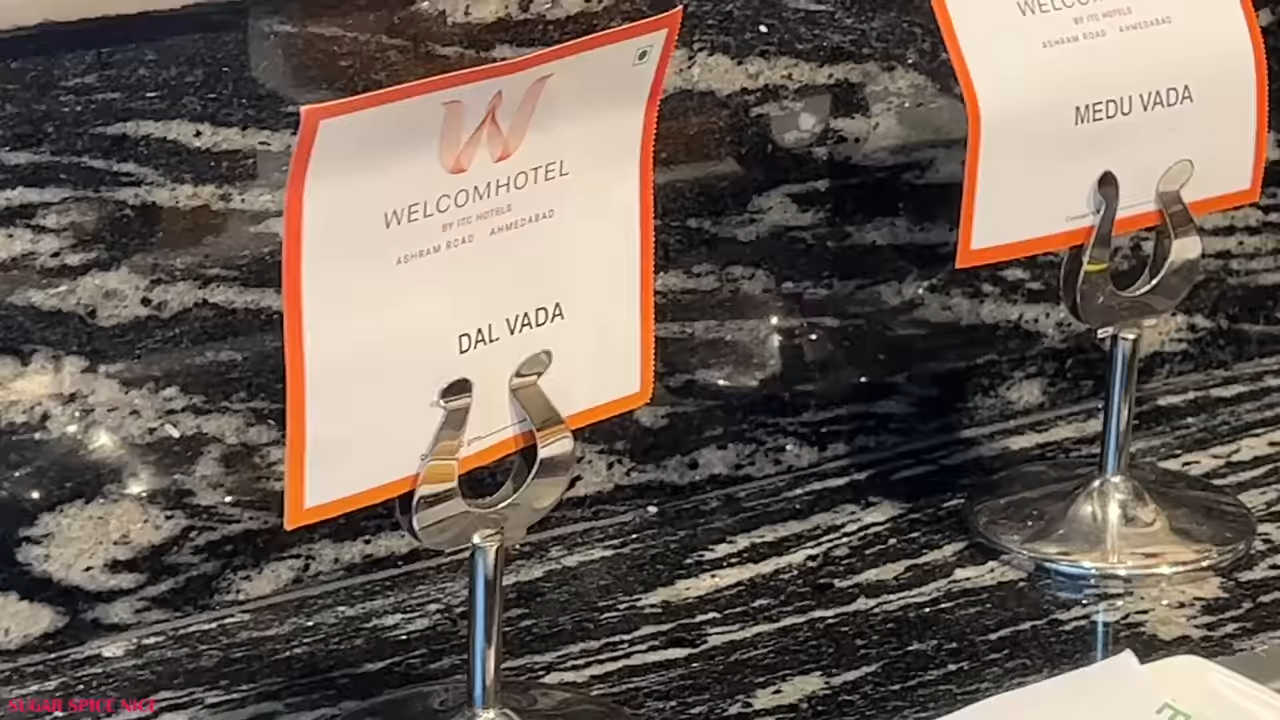 WELCOMHOTEL
BY ITC HOTELS
ASHRAM ROAD AHMEDABAD
DAL VADA
BY ITC HOTELS
ASHRAM ROAD AHMEDABAD
MEDU VADA
SUGAR SPICE NICE